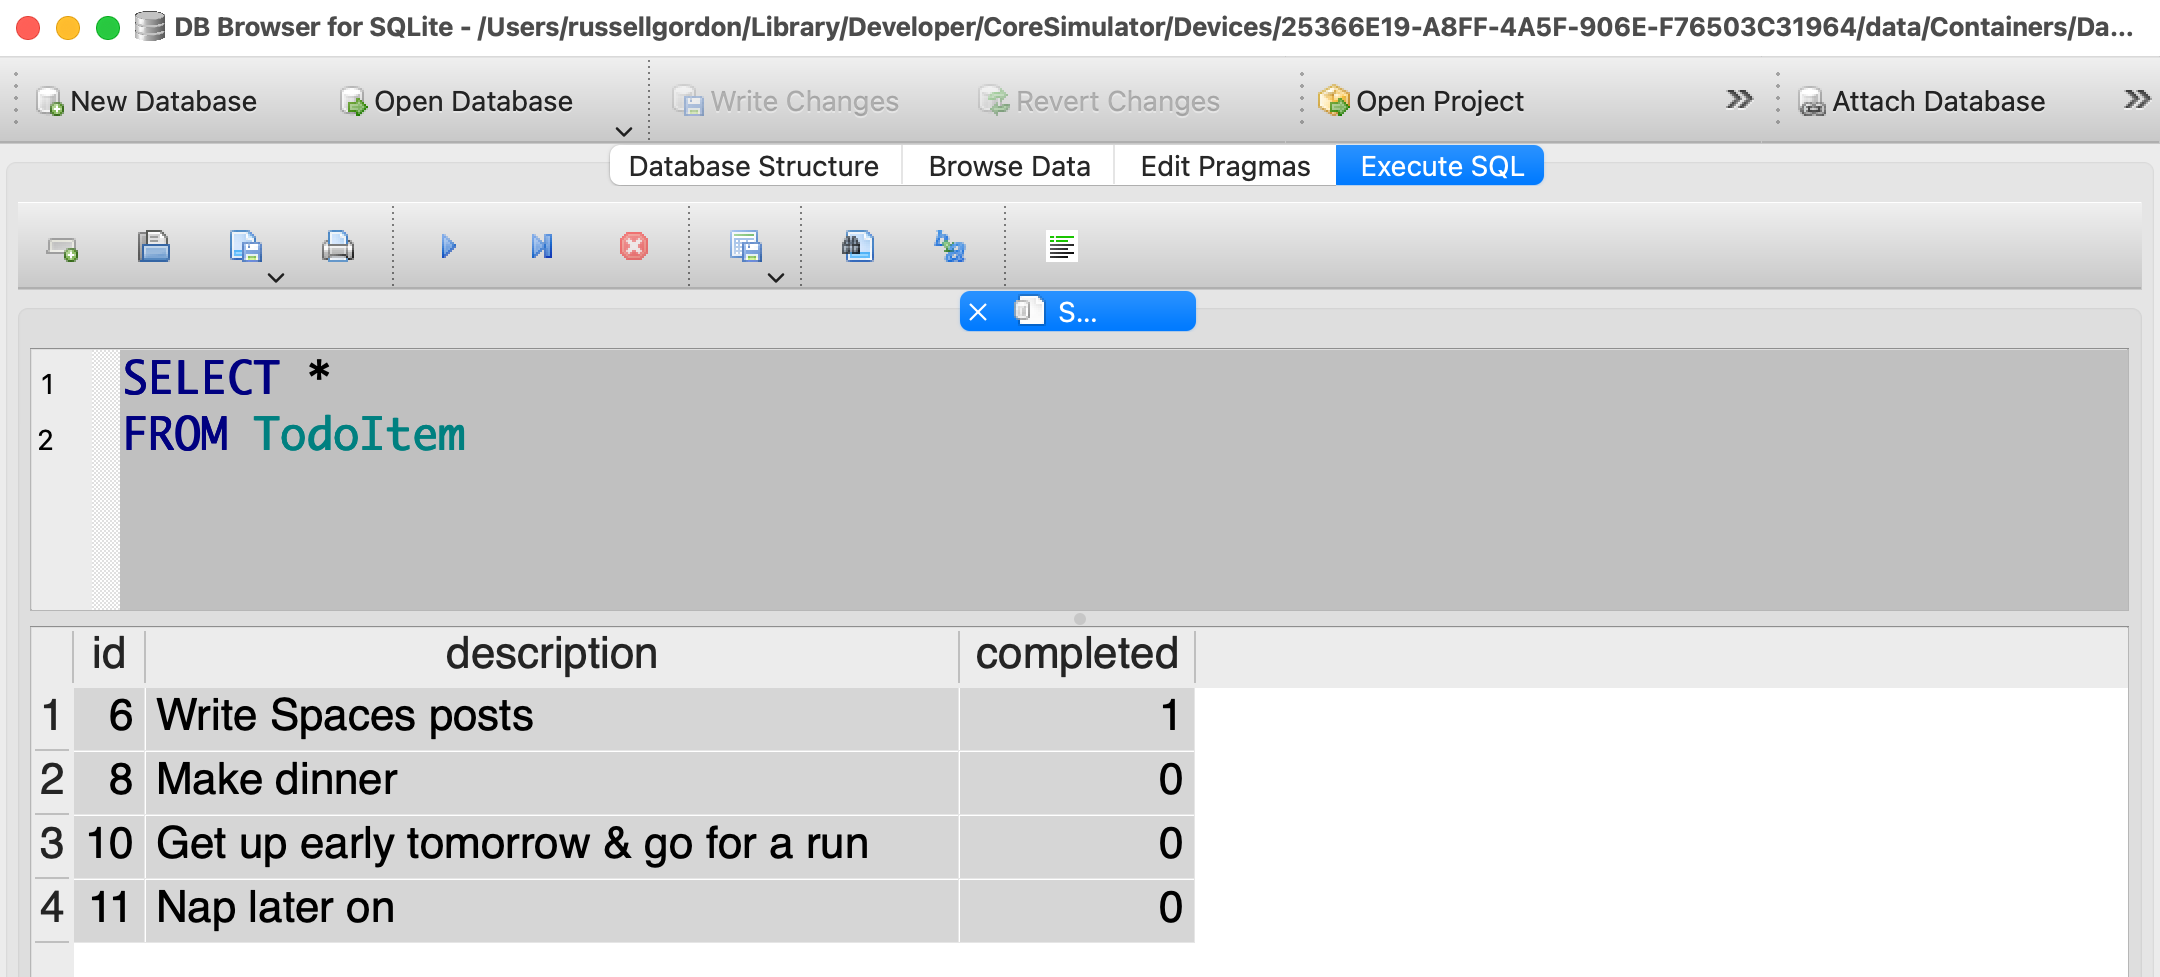 DB Browser for SQLite - /Users/russellgordon/Library/Developer/CoreSimulator/Devices/25366E19-A8FF-4A5F-906E-F76503C31964/data/Containers/Da...
New Database Open Database Write Changes Revert Changes Open Project Attach Database
Database Structure Browse Data Edit Pragmas Execute SQL
S...
1 SELECT *
2 FROM TodoItem
id description completed
1 6 Write Spaces posts 1
2 8 Make dinner 0
3 10 Get up early tomorrow & go for a run 0
4 11 Nap later on 0